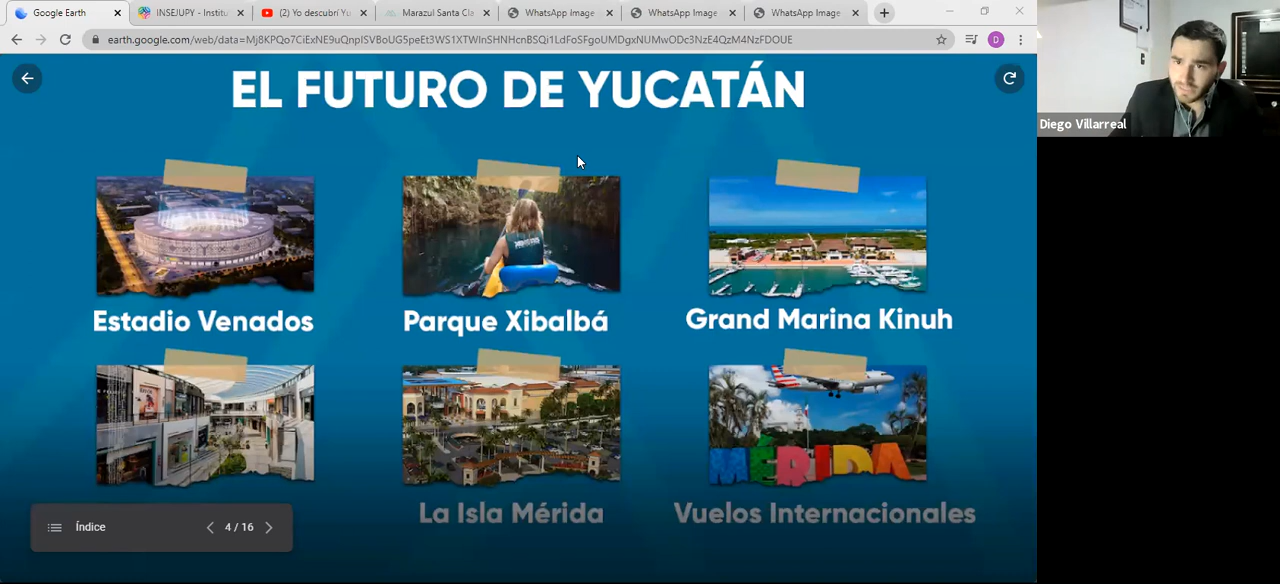 Google Earth
INSEJUPY - Institu
(2) Yo descubrí Yu
Marazul Santa Cla
WhatsApp Image
WhatsApp Image
WhatsApp Image
earth.google.com/web/data=Mj8KPQo7CiExNE9uQnpISVBoUG5peEt3WS1XTWlnSHNHcnBSQi1LdFoSFgoUMDgxNUMwODc3NzE4QzM4NzFDOUE
D
EL FUTURO DE YUCATÁN
Diego Villarreal
Estadio Venados
Parque Xibalbá
Grand Marina Kinuh
MÉRIDA
La Isla Mérida
Vuelos Internacionales
Índice
4 / 16